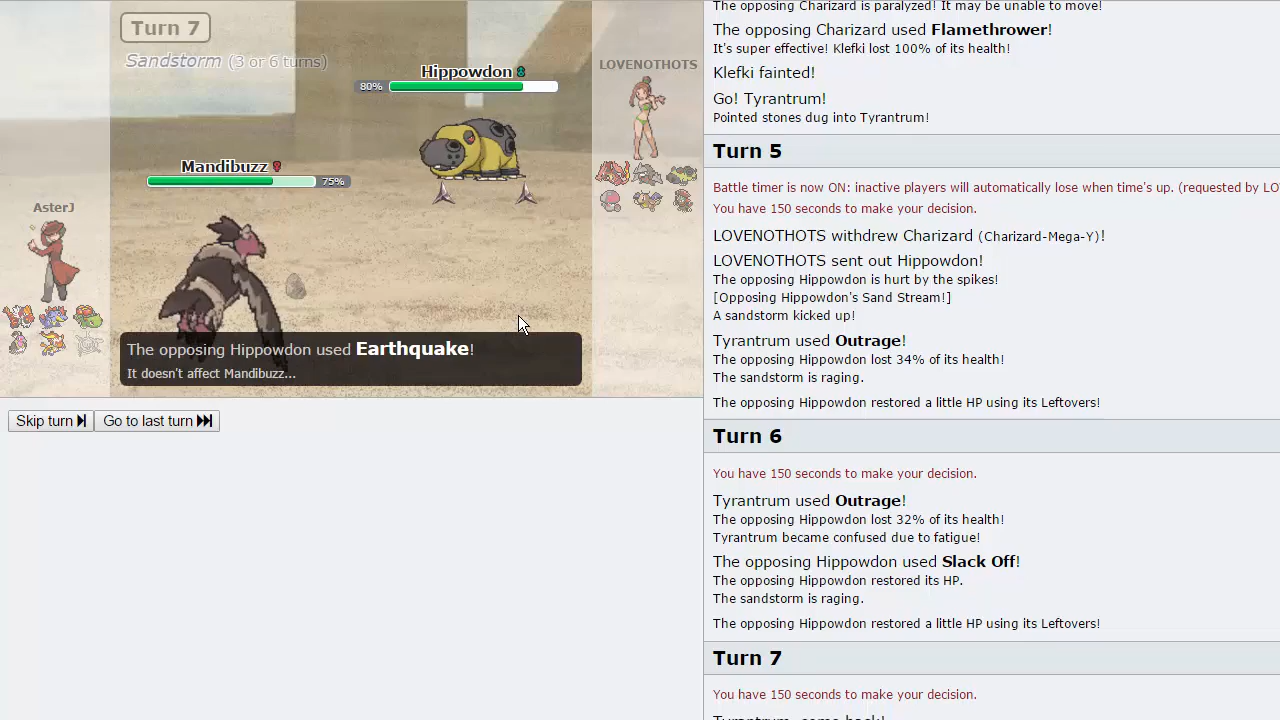 Turn 7
Sandstorm (3 or 6 turns)
Hippowdon
80%
Mandibuzz
75%
AsterJ
LOVENOTHOTS
The opposing Hippowdon used Earthquake!
It doesn't affect Mandibuzz...
Skip turn
Go to last turn
The opposing Charizard is paralyzed! It may be unable to move!
The opposing Charizard used Flamethrower!
It's super effective! Klefki lost 100% of its health!
Klefki fainted!
Go! Tyrantrum!
Pointed stones dug into Tyrantrum!
Turn 5
Battle timer is now ON: inactive players will automatically lose when time's up. (requested by LO
You have 150 seconds to make your decision.
LOVENOTHOTS withdrew Charizard (Charizard-Mega-Y)!
LOVENOTHOTS sent out Hippowdon!
The opposing Hippowdon is hurt by the spikes!
[Opposing Hippowdon's Sand Stream!]
A sandstorm kicked up!
Tyrantrum used Outrage!
The opposing Hippowdon lost 34% of its health!
The sandstorm is raging.
The opposing Hippowdon restored a little HP using its Leftovers!
Turn 6
You have 150 seconds to make your decision.
Tyrantrum used Outrage!
The opposing Hippowdon lost 32% of its health!
Tyrantrum became confused due to fatigue!
The opposing Hippowdon used Slack Off!
The opposing Hippowdon restored its HP.
The sandstorm is raging.
The opposing Hippowdon restored a little HP using its Leftovers!
Turn 7
You have 150 seconds to make your decision.
Tyrantrum, come back!